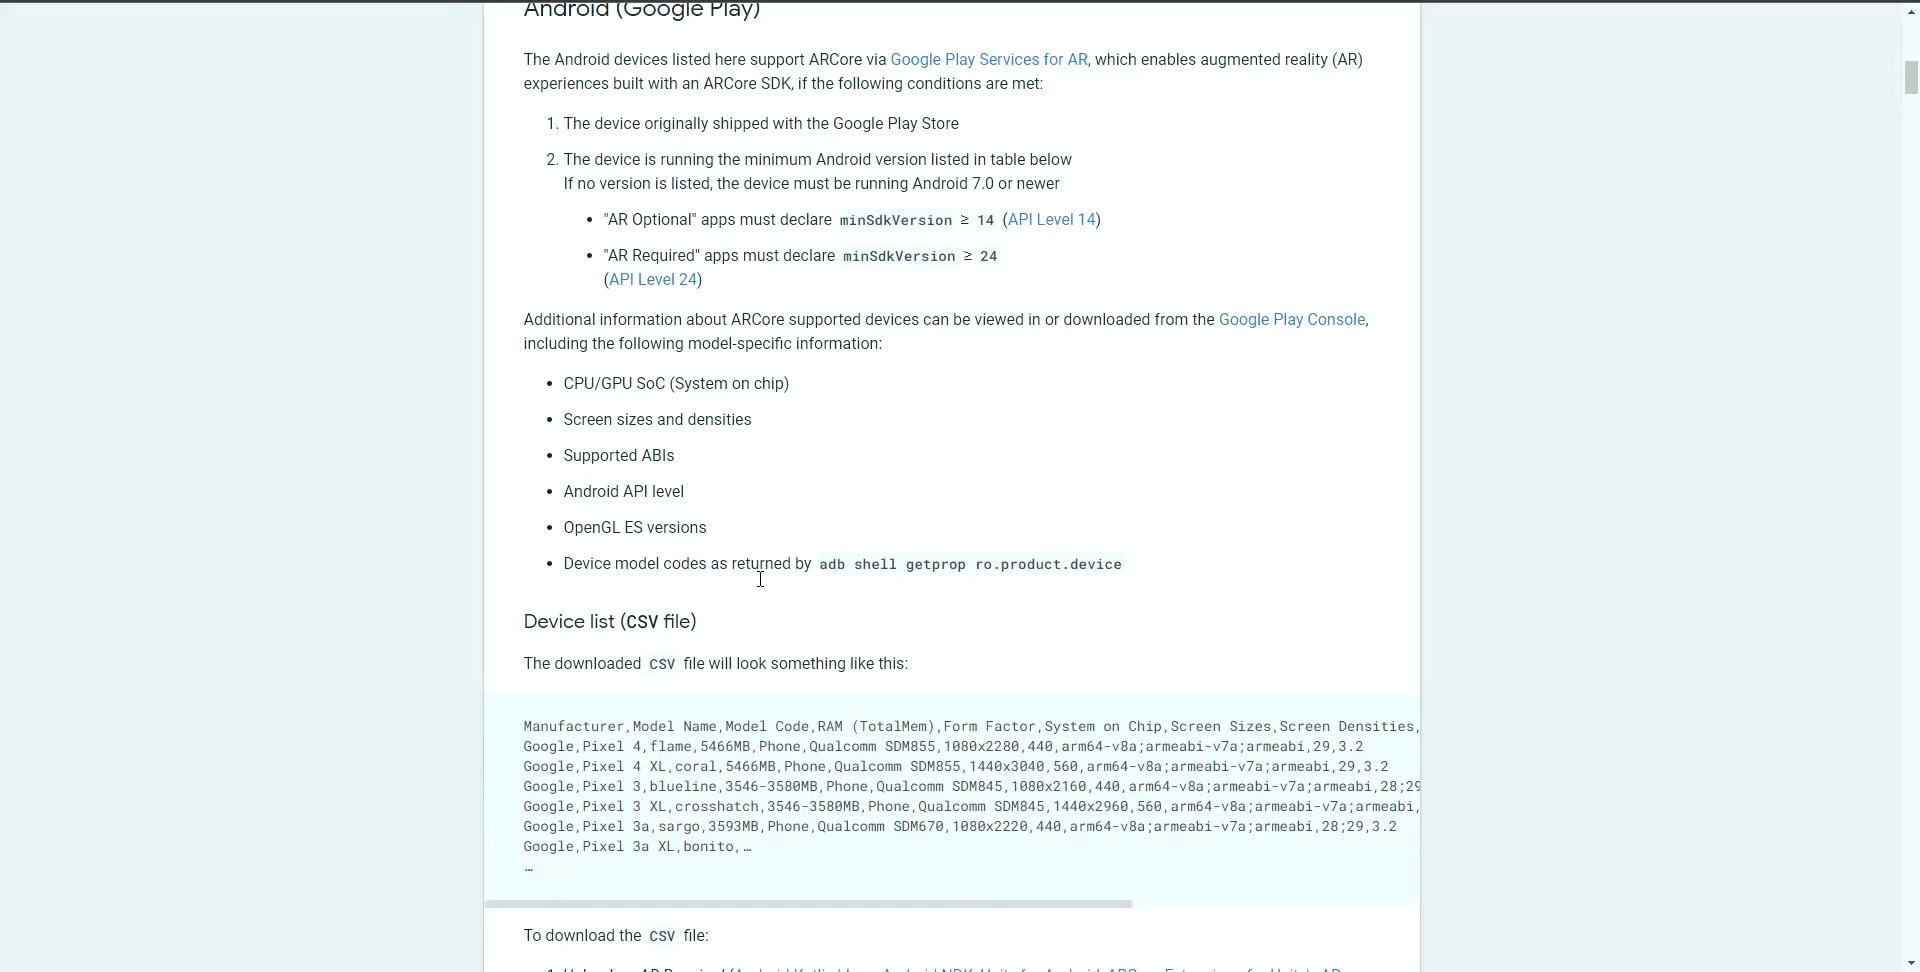 Android (Google Play)
The Android devices listed here support ARCore via Google Play Services for AR, which enables augmented reality (AR)
experiences built with an ARCore SDK, if the following conditions are met:
1. The device originally shipped with the Google Play Store
2. The device is running the minimum Android version listed in table below
If no version is listed, the device must be running Android 7.0 or newer
• "AR Optional" apps must declare minSdkVersion ≥ 14 (API Level 14)
• "AR Required" apps must declare minSdkVersion ≥ 24
(API Level 24)
Additional information about ARCore supported devices can be viewed in or downloaded from the Google Play Console,
including the following model-specific information:
• CPU/GPU SoC (System on chip)
• Screen sizes and densities
• Supported ABIs
• Android API level
• OpenGL ES versions
• Device model codes as returned by adb shell getprop ro.product.device
Device list (CSV file)
The downloaded CSV file will look something like this:
Manufacturer,Model Name,Model Code,RAM (TotalMem),Form Factor,System on Chip,Screen Sizes,Screen Densities,
Google,Pixel 4,flame,5466MB,Phone,Qualcomm SDM855,1080x2280,440,arm64-v8a;armeabi-v7a;armeabi,29,3.2
Google,Pixel 4 XL,coral,5466MB,Phone,Qualcomm SDM855,1440x3040,560,arm64-v8a;armeabi-v7a;armeabi,29,3.2
Google,Pixel 3,blueline,3546-3580MB,Phone,Qualcomm SDM845,1080x2160,440,arm64-v8a;armeabi-v7a;armeabi,28;29
Google,Pixel 3 XL,crosshatch,3546-3580MB,Phone,Qualcomm SDM845,1440x2960,560,arm64-v8a;armeabi-v7a;armeabi,
Google,Pixel 3a,sargo,3593MB,Phone,Qualcomm SDM670,1080x2220,440,arm64-v8a;armeabi-v7a;armeabi,28;29,3.2
Google,Pixel 3a XL,bonito,…
…
To download the CSV file: